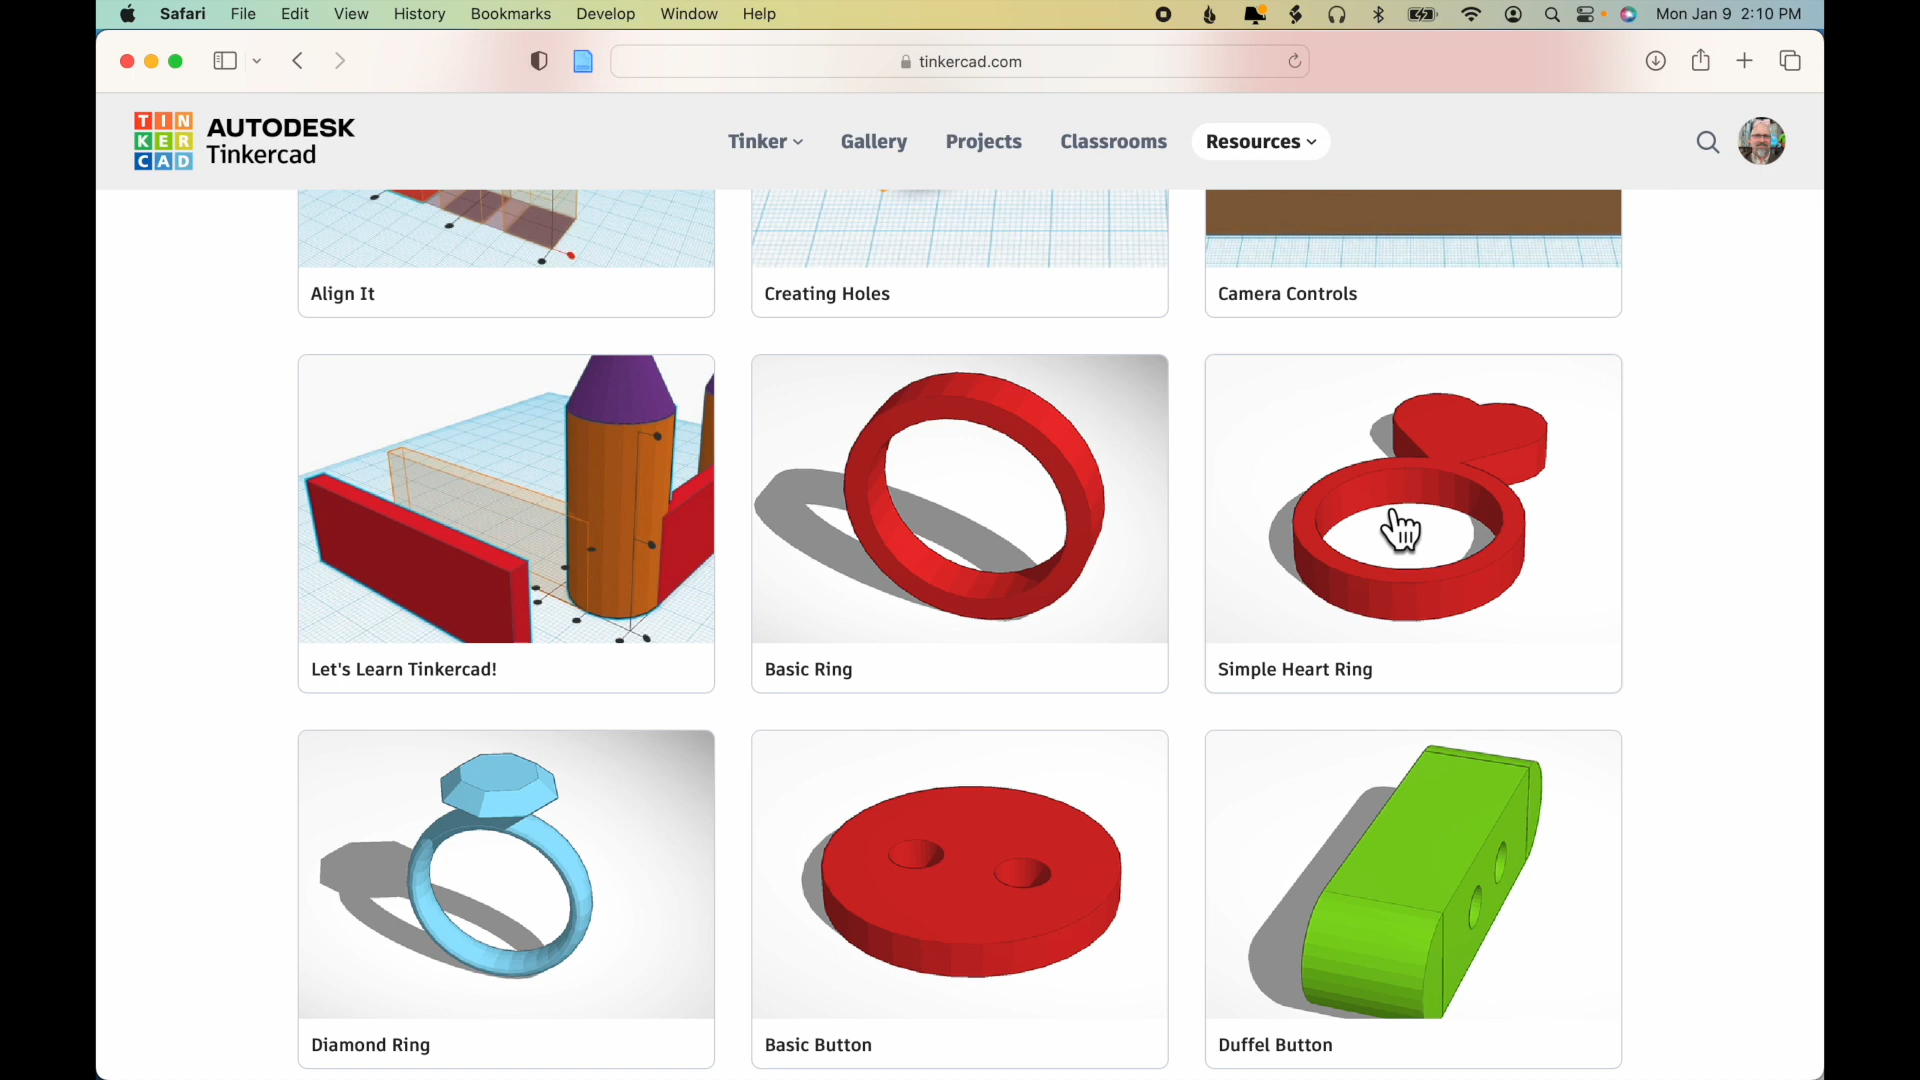 Safari File Edit View History Bookmarks Develop Window Help Mon Jan 9 2:10 PM
tinkercad.com
TIN
KER
CAD
AUTODESK
Tinkercad
Tinker Gallery Projects Classrooms Resources
Align It
Creating Holes
Camera Controls
Let's Learn Tinkercad!
Basic Ring
Simple Heart Ring
Diamond Ring
Basic Button
Duffel Button